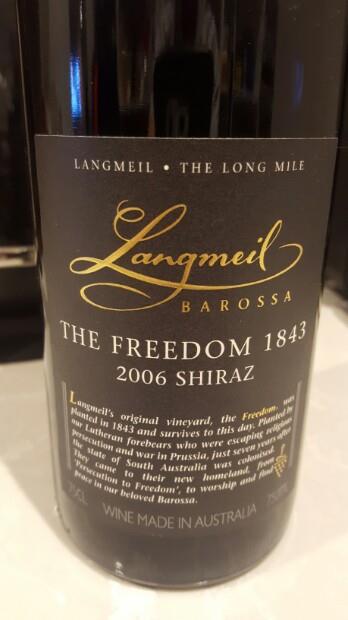 LANGMEIL • THE LONG MILE
Langmeil
BAROSSA
THE FREEDOM 1843
2006 SHIRAZ
Langmeil's original vineyard, the Freedom, was
planted in 1843 and survives to this day. Planted by
our Lutheran forebears who were escaping religious
persecution and war in Prussia, just seven years after
the state of South Australia was colonised.
They came to their new homeland, from
'Persecution to Freedom', to worship and find
peace in our beloved Barossa.
75CL
WINE MADE IN AUSTRALIA
750ML